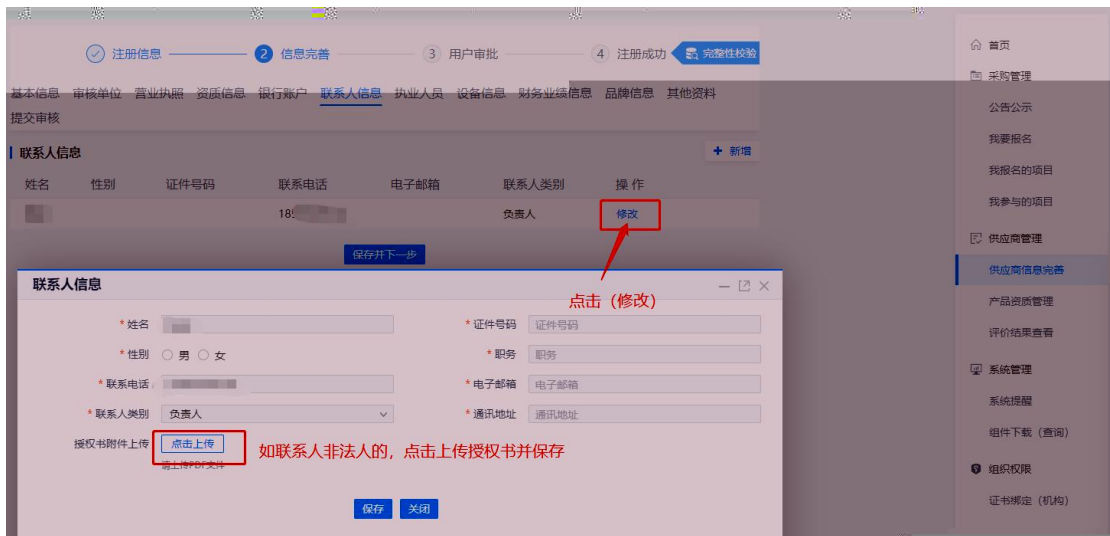 注册信息 2 信息完善 3 用户审批 4 注册成功 完整性校验
基本信息 审核单位 营业执照 资质信息 银行账户 联系人信息 执业人员 设备信息 财务业绩信息 品牌信息 其他资料
提交审核
联系人信息
+ 新增
姓名 性别 证件号码 联系电话 电子邮箱 联系人类别 操作
18 负责人 修改
保存并下一步
点击（修改）
联系人信息
*姓名
*证件号码 证件号码
*性别 男 女
*职务 职务
*联系电话
*电子邮箱 电子邮箱
*联系人类别 负责人
*通讯地址 通讯地址
授权书附件上传 点击上传
如联系人非法人的，点击上传授权书并保存
请上传PDF文件
保存 关闭
首页
采购管理
公告公示
我要报名
我报名的项目
我参与的项目
供应商管理
供应商信息完善
产品资质管理
评价结果查看
系统管理
系统提醒
组件下载（查询）
组织权限
证书绑定（机构）